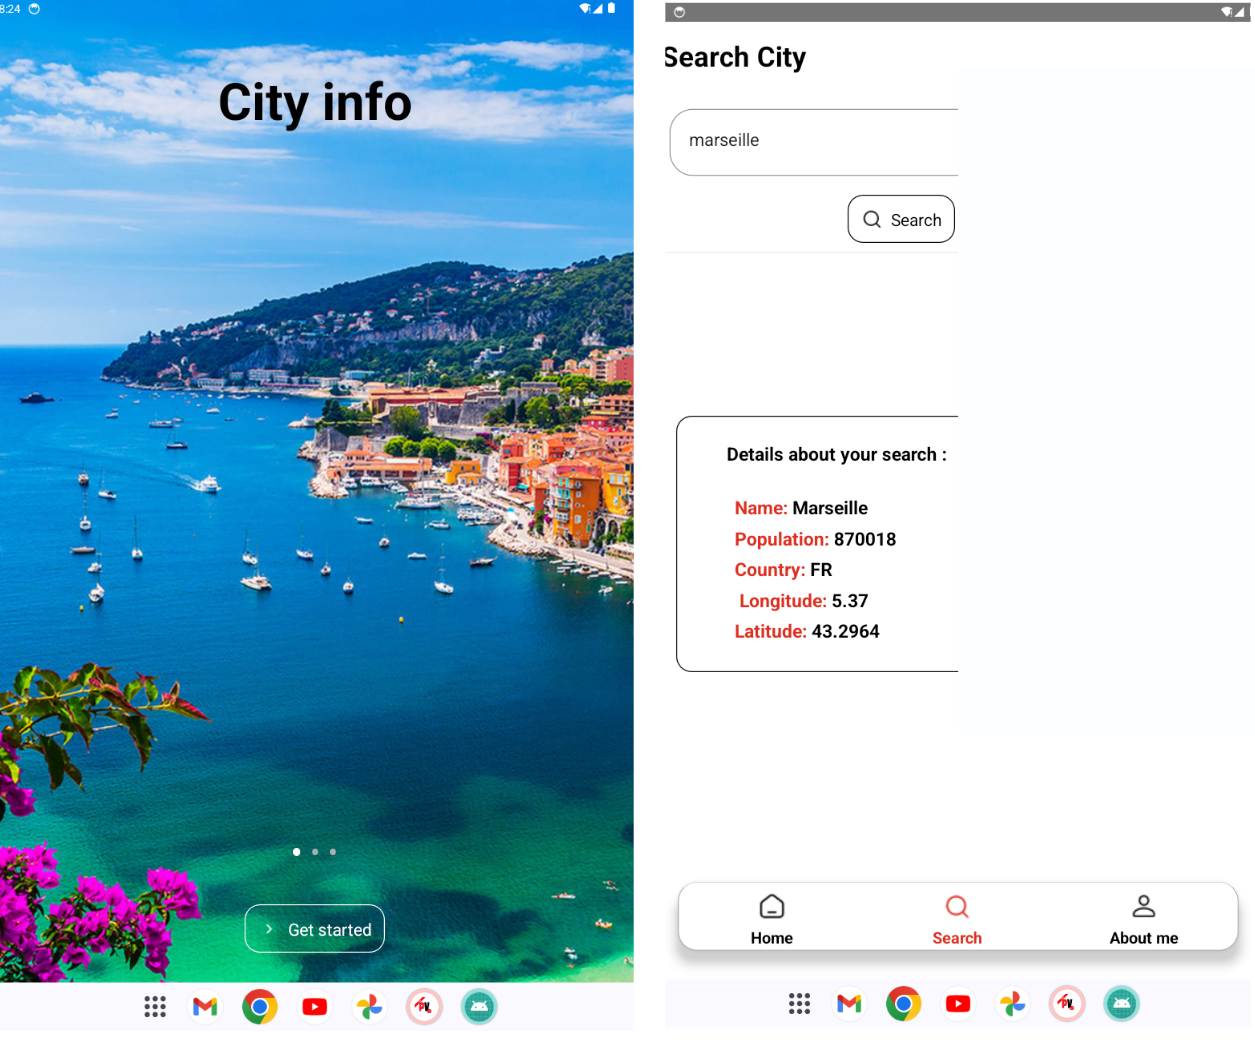 8:24
City info
Get started
Search City
marseille
Search
Details about your search :
Name: Marseille
Population: 870018
Country: FR
Longitude: 5.37
Latitude: 43.2964
Home
Search
About me